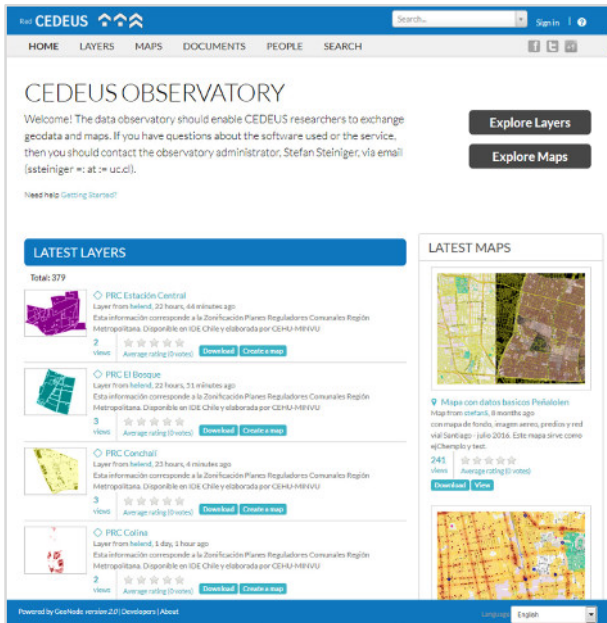 Red CEDEUS
Search...
Sign in
HOME LAYERS MAPS DOCUMENTS PEOPLE SEARCH
CEDEUS OBSERVATORY
Welcome! The data observatory should enable CEDEUS researchers to exchange
geodata and maps. If you have questions about the software used or the service,
then you should contact the observatory administrator, Stefan Steiniger, via email
(ssteiniger =: at := uc.cl).
Need help Getting Started?
Explore Layers
Explore Maps
LATEST LAYERS
Total: 379
PRC Estación Central
Layer from helend, 22 hours, 44 minutes ago
Esta información corresponde a la Zonificación Planes Reguladores Comunales Región
Metropolitana. Disponible en IDE Chile y elaborada por CEHU-MINVU
2
views Average rating (0 votes) Download Create a map
PRC El Bosque
Layer from helend, 22 hours, 51 minutes ago
Esta información corresponde a la Zonificación Planes Reguladores Comunales Región
Metropolitana. Disponible en IDE Chile y elaborada por CEHU-MINVU
3
views Average rating (0 votes) Download Create a map
PRC Conchalí
Layer from helend, 23 hours, 4 minutes ago
Esta información corresponde a la Zonificación Planes Reguladores Comunales Región
Metropolitana. Disponible en IDE Chile y elaborada por CEHU-MINVU
3
views Average rating (0 votes) Download Create a map
PRC Colina
Layer from helend, 1 day, 1 hour ago
Esta información corresponde a la Zonificación Planes Reguladores Comunales Región
Metropolitana. Disponible en IDE Chile y elaborada por CEHU-MINVU
2
views Average rating (0 votes) Download Create a map
LATEST MAPS
Mapa con datos basicos Peñalolen
Map from stefanS, 8 months ago
con mapa de fondo, imagen aereo, predios y red
vial Santiago - julio 2016. Este mapa sirve como
ejChemplo y test.
241
views Average rating (0 votes)
Download View
Powered by GeoNode version 2.0 | Developers | About
Language English